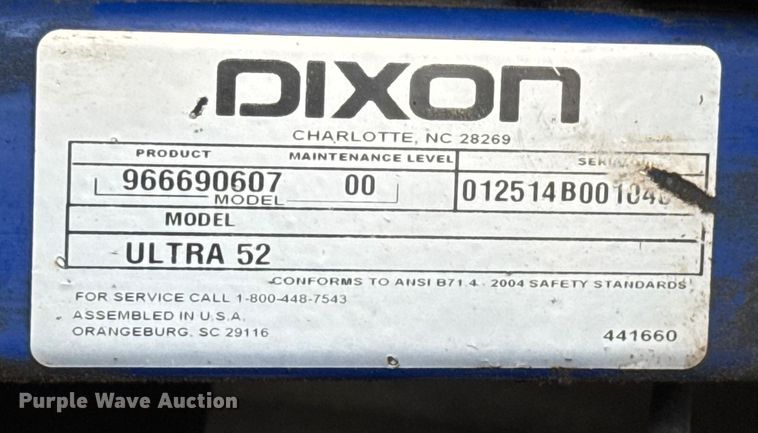 DIXON
CHARLOTTE, NC 28269
PRODUCT MAINTENANCE LEVEL
966690607 00
MODEL
MODEL
ULTRA 52
CONFORMS TO ANSI B71.4 - 2004 SAFETY STANDARDS
FOR SERVICE CALL 1-800-448-7543
ASSEMBLED IN U.S.A.
ORANGEBURG, SC 29116 441660
Purple Wave Auction